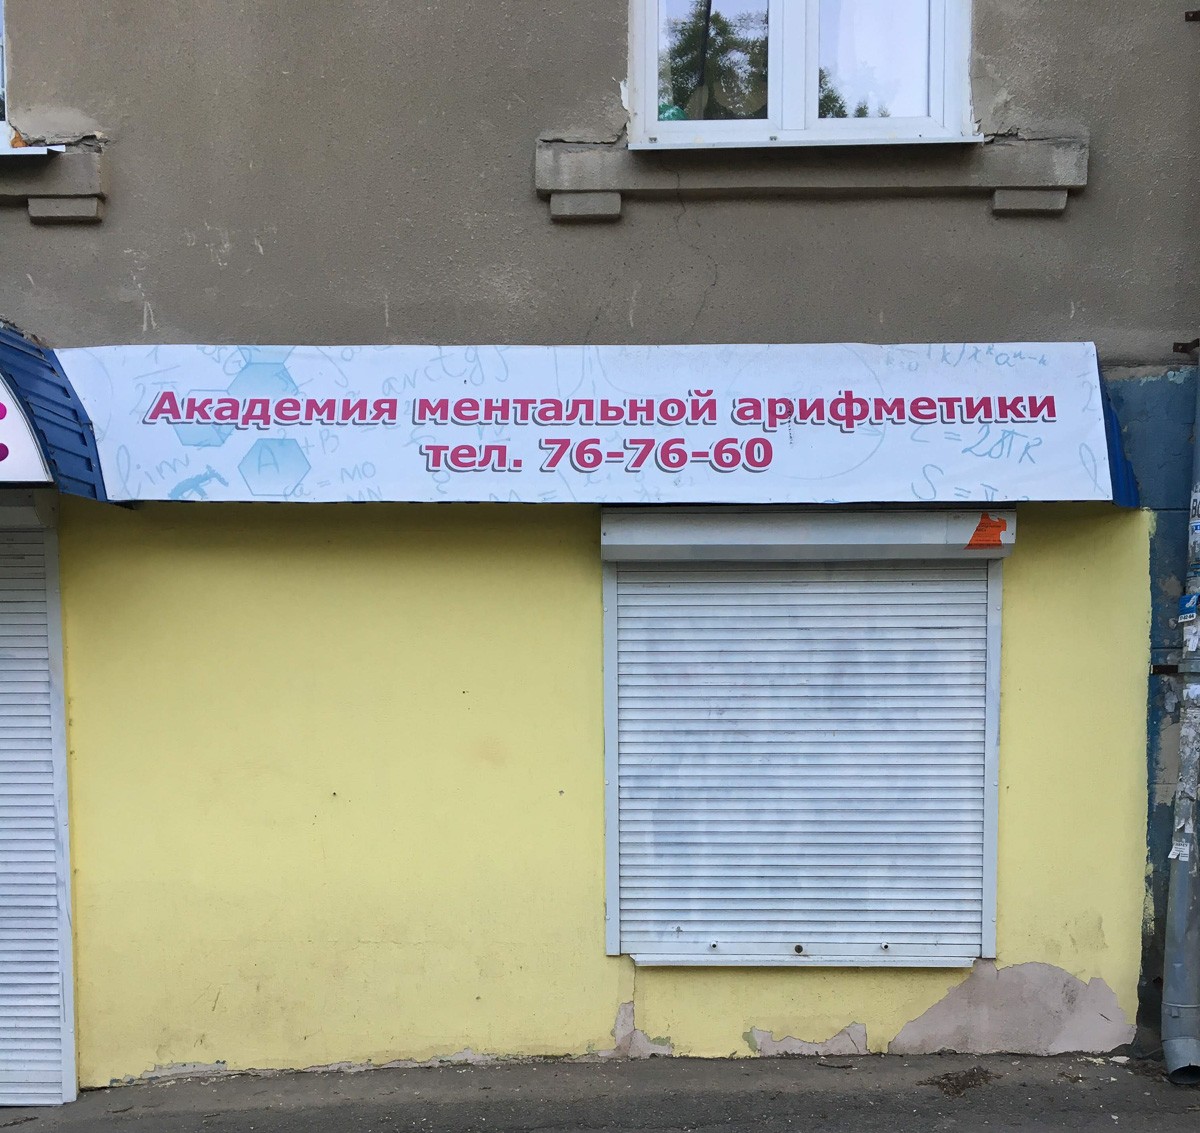 Академия ментальной арифметики
тел. 76-76-60